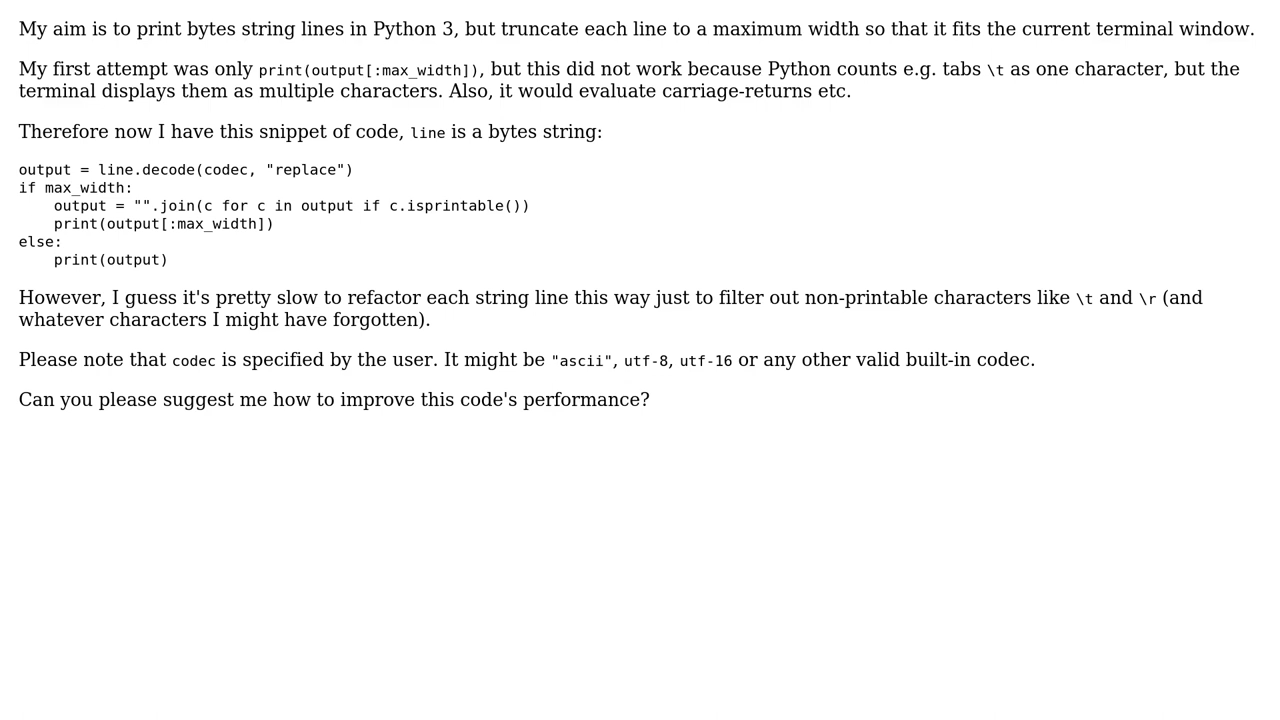 My aim is to print bytes string lines in Python 3, but truncate each line to a maximum width so that it fits the current terminal window.
My first attempt was only print(output[:max_width]), but this did not work because Python counts e.g. tabs \t as one character, but the
terminal displays them as multiple characters. Also, it would evaluate carriage-returns etc.
Therefore now I have this snippet of code, line is a bytes string:
output = line.decode(codec, "replace")
if max_width:
    output = "".join(c for c in output if c.isprintable())
    print(output[:max_width])
else:
    print(output)
However, I guess it's pretty slow to refactor each string line this way just to filter out non-printable characters like \t and \r (and
whatever characters I might have forgotten).
Please note that codec is specified by the user. It might be "ascii", utf-8, utf-16 or any other valid built-in codec.
Can you please suggest me how to improve this code's performance?